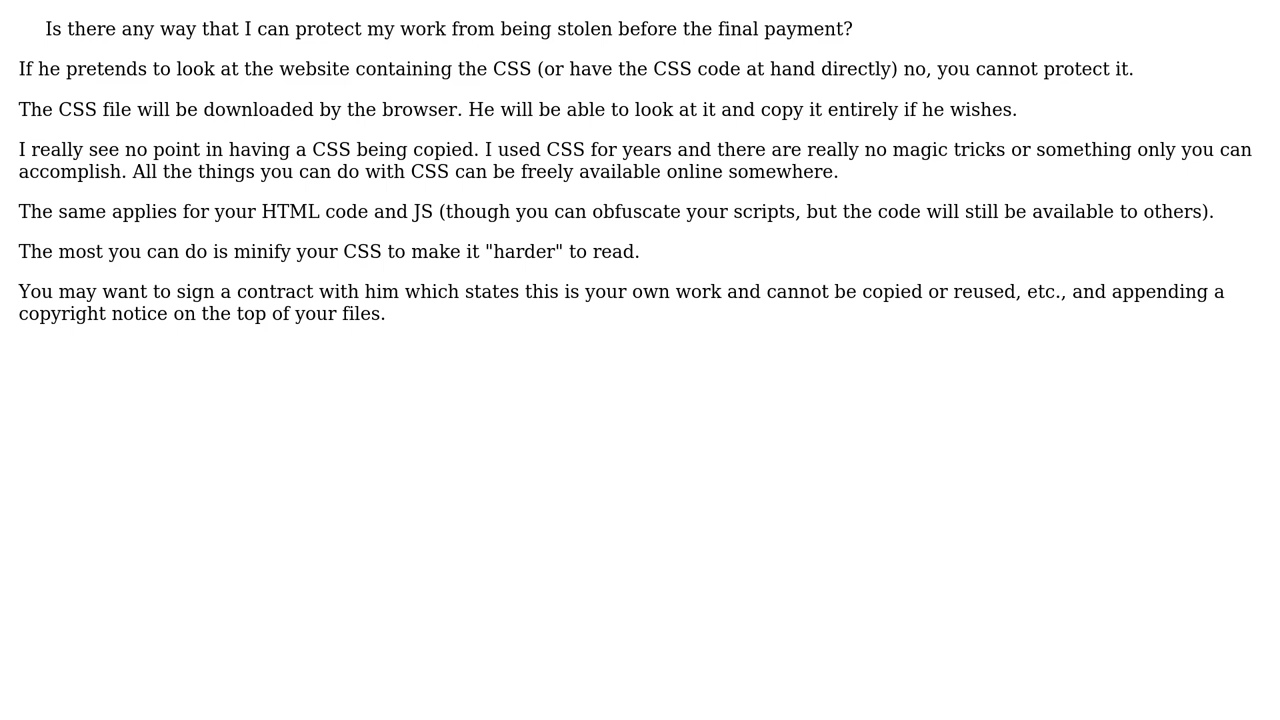 Is there any way that I can protect my work from being stolen before the final payment?
If he pretends to look at the website containing the CSS (or have the CSS code at hand directly) no, you cannot protect it.
The CSS file will be downloaded by the browser. He will be able to look at it and copy it entirely if he wishes.
I really see no point in having a CSS being copied. I used CSS for years and there are really no magic tricks or something only you can
accomplish. All the things you can do with CSS can be freely available online somewhere.
The same applies for your HTML code and JS (though you can obfuscate your scripts, but the code will still be available to others).
The most you can do is minify your CSS to make it "harder" to read.
You may want to sign a contract with him which states this is your own work and cannot be copied or reused, etc., and appending a
copyright notice on the top of your files.